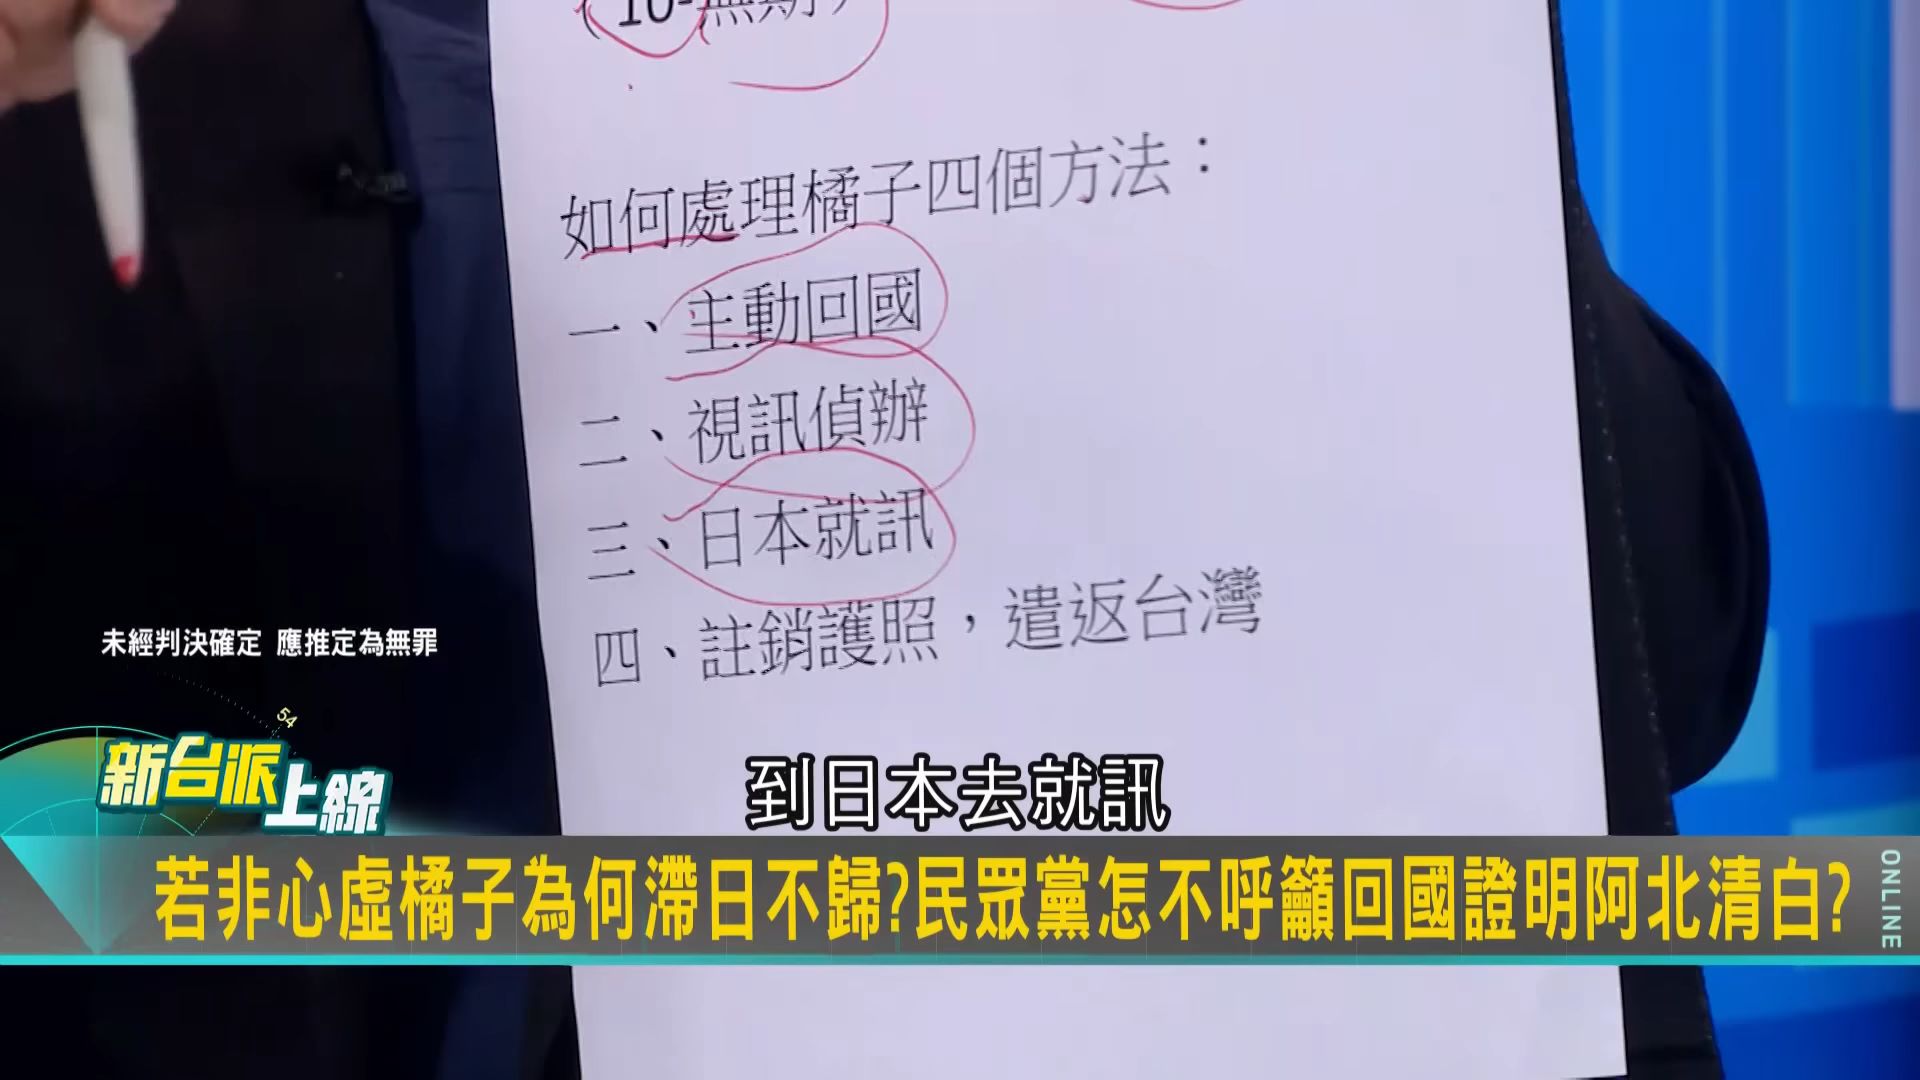 (10-無期)
如何處理橘子四個方法：
一、主動回國
二、視訊偵辦
三、日本就訊
四、註銷護照，遣返台灣
未經判決確定 應推定為無罪
54
新台派上線
到日本去就訊
若非心虛橘子為何滯日不歸?民眾黨怎不呼籲回國證明阿北清白?
ONLINE